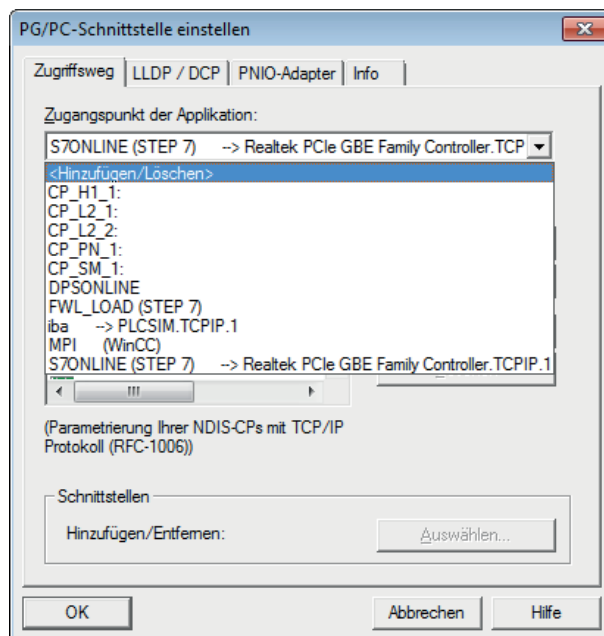 PG/PC-Schnittstelle einstellen
Zugriffsweg LLDP / DCP PNIO-Adapter Info
Zugangspunkt der Applikation:
S7ONLINE (STEP 7) --> Realtek PCIe GBE Family Controller.TCP
<Hinzufügen/Löschen>
CP_H1_1:
CP_L2_1:
CP_L2_2:
CP_PN_1:
CP_SM_1:
DPSONLINE
FWL_LOAD (STEP 7)
iba --> PLCSIM.TCPIP.1
MPI (WinCC)
S7ONLINE (STEP 7) --> Realtek PCIe GBE Family Controller.TCPIP.1
(Parametrierung Ihrer NDIS-CPs mit TCP/IP
Protokoll (RFC-1006))
Schnittstellen
Hinzufügen/Entfernen: Auswählen...
OK Abbrechen Hilfe